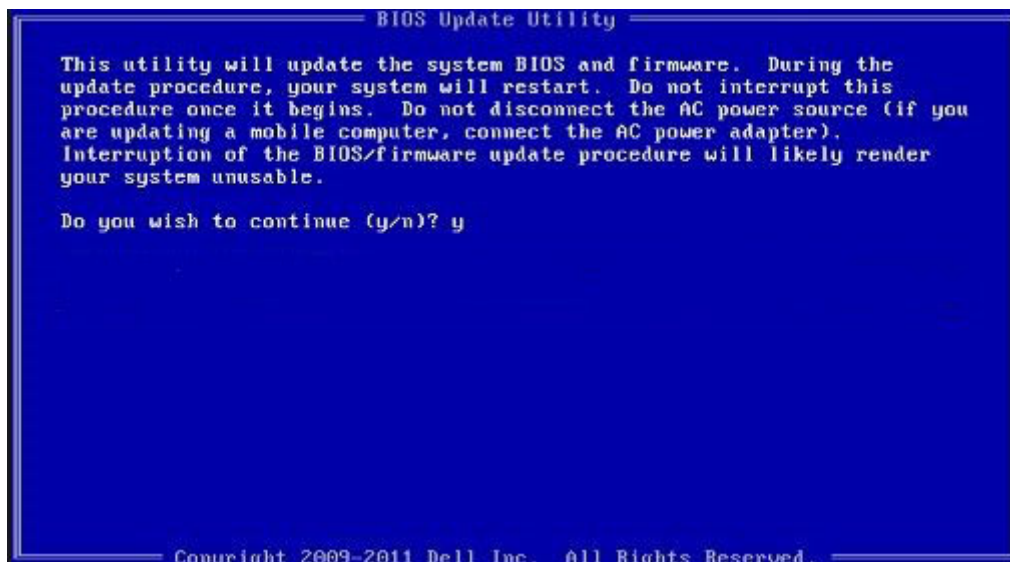 BIOS Update Utility
This utility will update the system BIOS and firmware. During the
update procedure, your system will restart. Do not interrupt this
procedure once it begins. Do not disconnect the AC power source (if you
are updating a mobile computer, connect the AC power adapter).
Interruption of the BIOS/firmware update procedure will likely render
your system unusable.
Do you wish to continue (y/n)? y
Copyright 2009-2011 Dell Inc. All Rights Reserved.